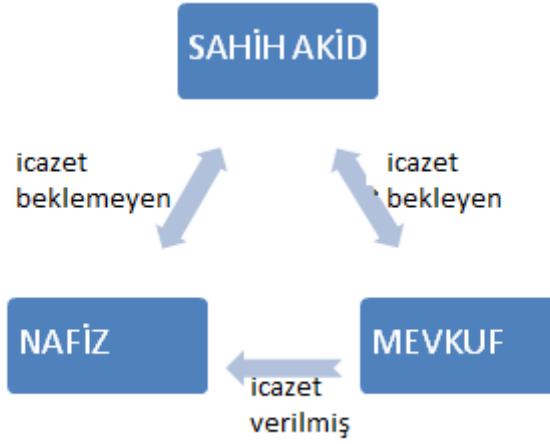 SAHİH AKİD
icazet
beklemeyen
icazet
bekleyen
NAFİZ
MEVKUF
icazet
verilmiş